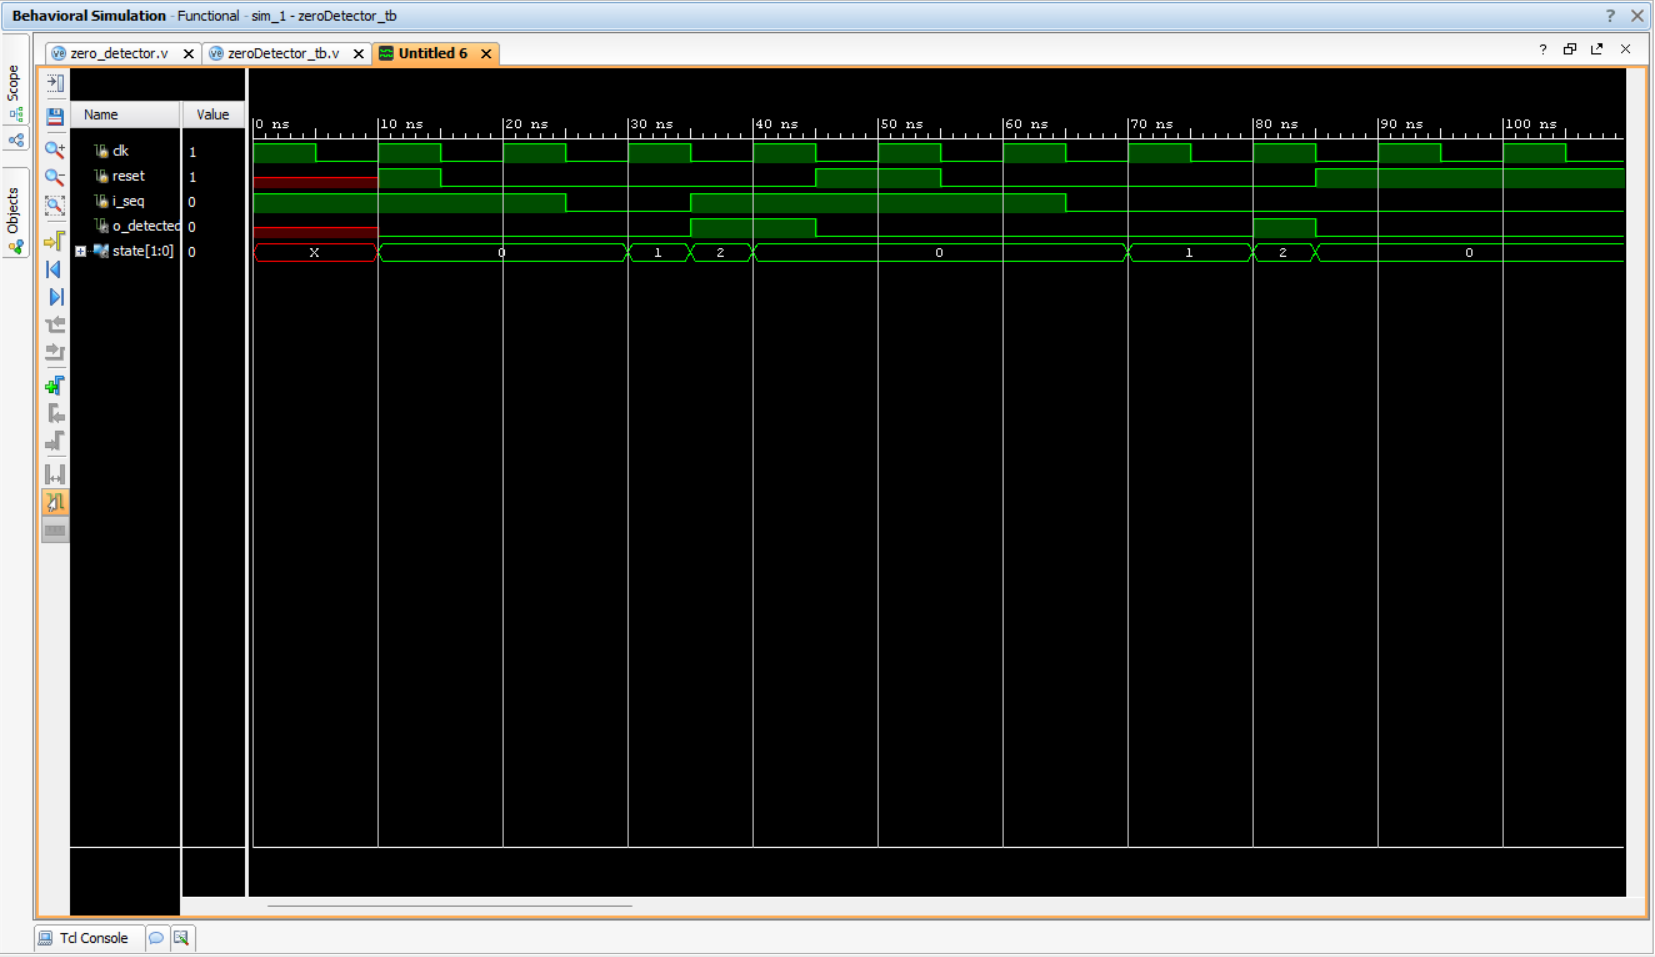 Behavioral Simulation - Functional - sim_1 - zeroDetector_tb
zero_detector.v zeroDetector_tb.v Untitled 6
Scope
Objects
Name Value
0 ns 10 ns 20 ns 30 ns 40 ns 50 ns 60 ns 70 ns 80 ns 90 ns 100 ns
clk 1
reset 1
i_seq 0
o_detected 0
state[1:0] 0 X 0 1 2 0 1 2 0
Tcl Console